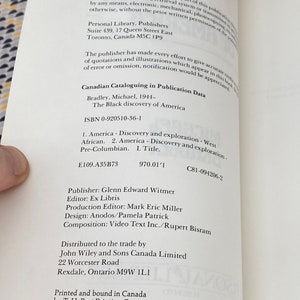 by any means, electronic, mechanical, photocopying
otherwise, without the prior written permission
Personal Library, Publishers
Suite 439, 17 Queen Street East
Toronto, Canada M5C 1P9
The publisher has made every effort to give accurate
of quotations and illustrations which appear in this
of error or omission, notification would be appreciated.
Canadian Cataloguing in Publication Data
Bradley, Michael, 1944-
The Black discovery of America
ISBN 0-920510-36-1
1. America - Discovery and exploration - West
African. 2. America - Discovery and exploration -
Pre-Columbian. I. Title.
E109.A35B73 970.01'1 C81-094206-2
Publisher: Glenn Edward Witmer
Editor: Ex Libris
Production Editor: Mark Eric Miller
Design: Anodos/Pamela Patrick
Composition: Video Text Inc./Rupert Bisram
Distributed to the trade by
John Wiley and Sons Canada Limited
22 Worcester Road
Rexdale, Ontario M9W 1L1
Printed and bound in Canada